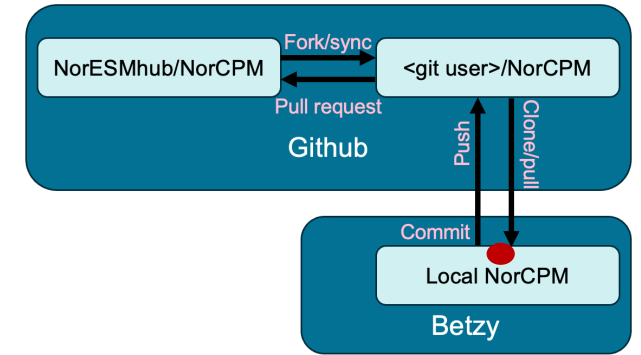 Fork/sync
NorESMhub/NorCPM
<git user>/NorCPM
Pull request
Github
Push
Clone/pull
Commit
Local NorCPM
Betzy